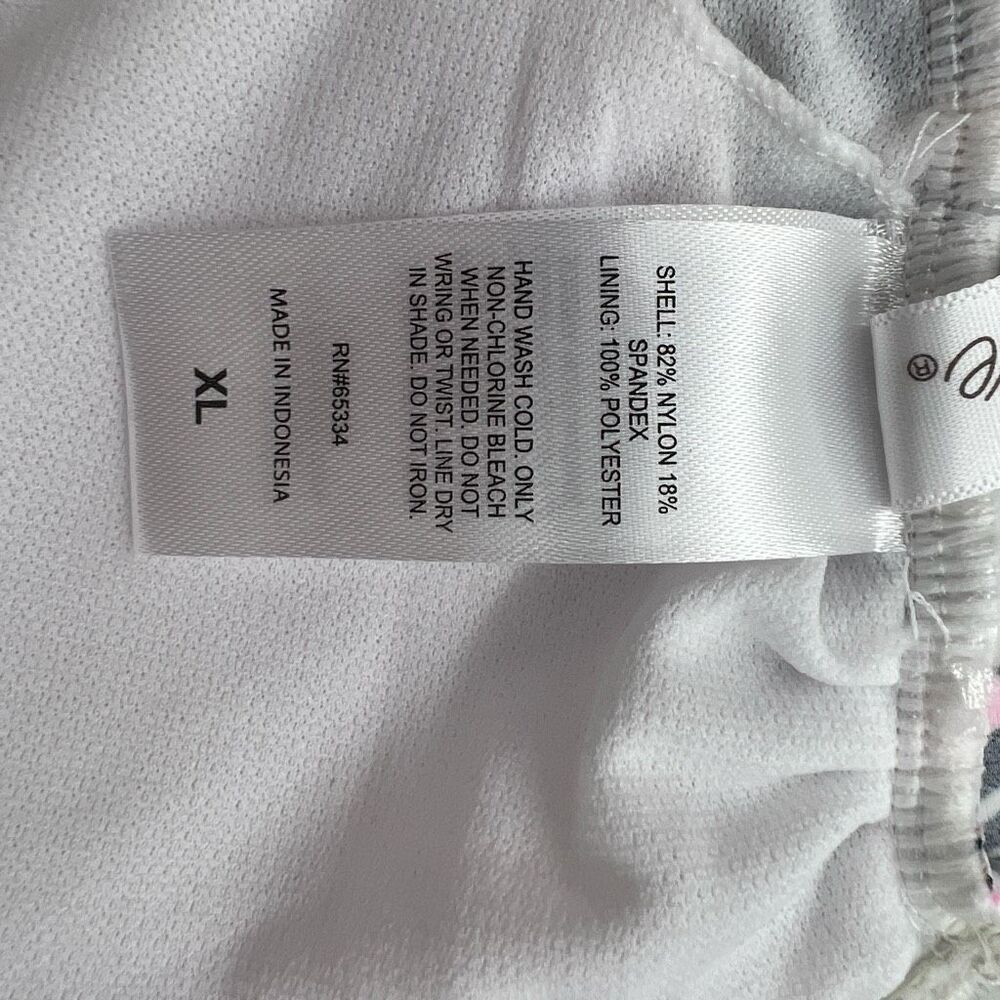 SHELL: 82% NYLON 18%
SPANDEX
LINING: 100% POLYESTER
HAND WASH COLD. ONLY
NON-CHLORINE BLEACH
WHEN NEEDED. DO NOT
WRING OR TWIST. LINE DRY
IN SHADE. DO NOT IRON.
RN#65334
MADE IN INDONESIA
XL